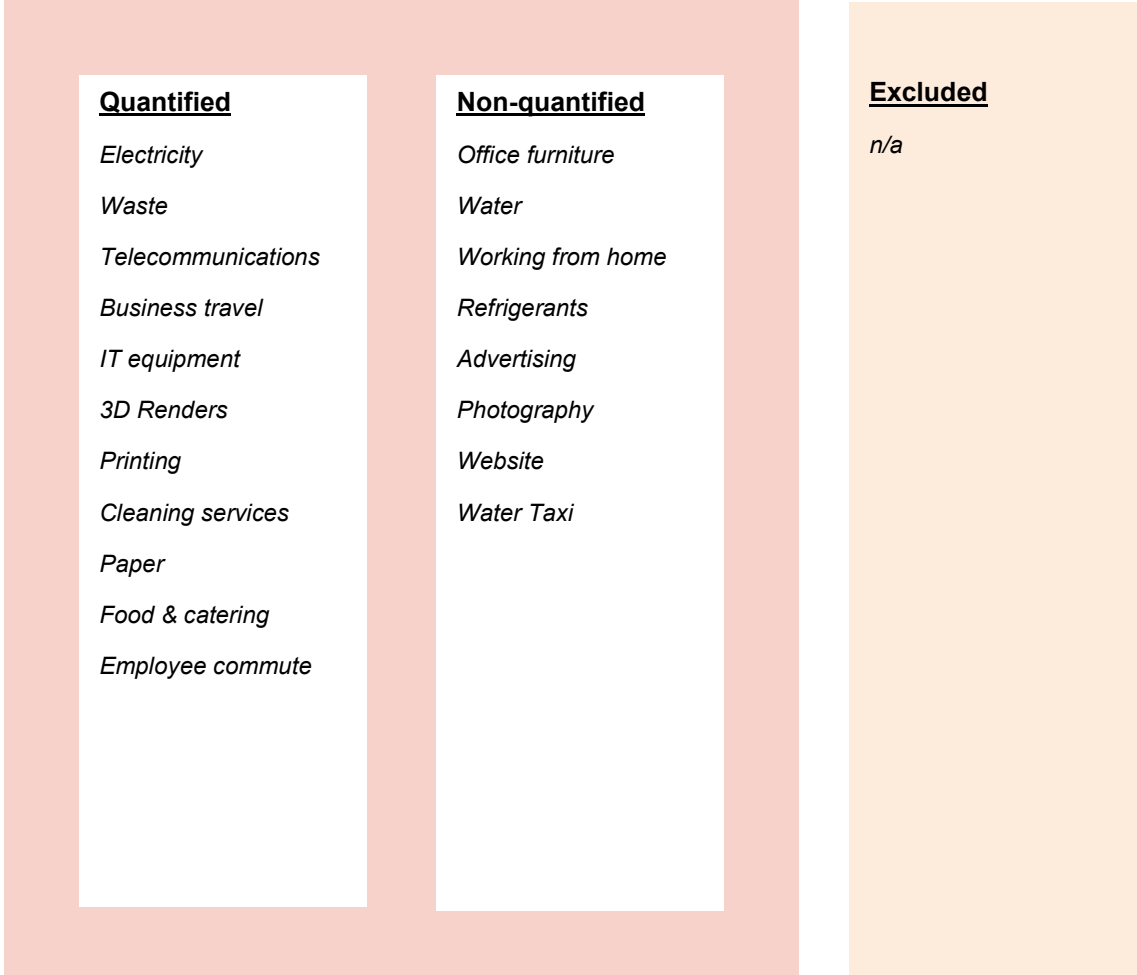 Quantified
Electricity
Waste
Telecommunications
Business travel
IT equipment
3D Renders
Printing
Cleaning services
Paper
Food & catering
Employee commute
Non-quantified
Office furniture
Water
Working from home
Refrigerants
Advertising
Photography
Website
Water Taxi
Excluded
n/a